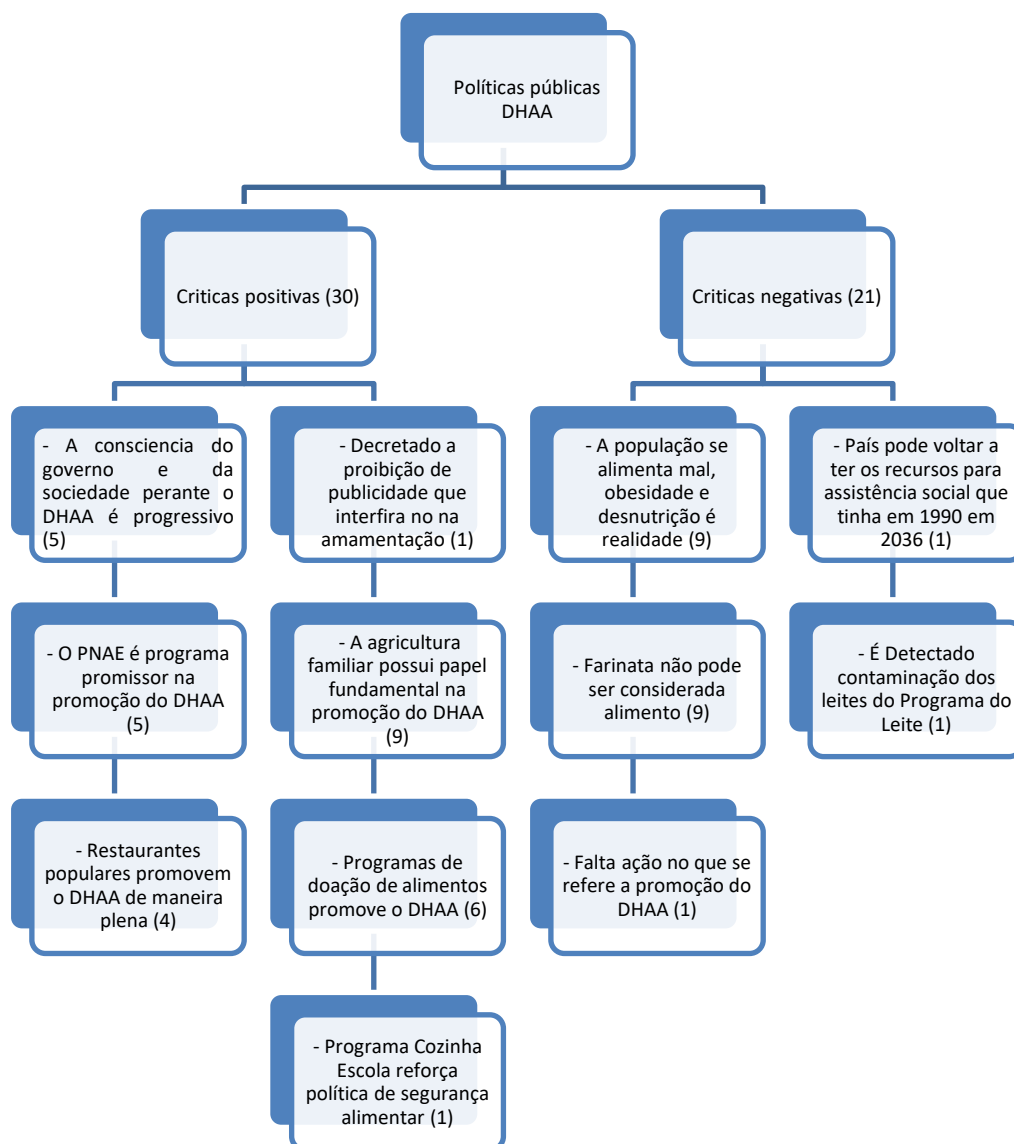 Políticas públicas
DHAA
Criticas positivas (30)
Criticas negativas (21)
- A consciencia do
governo e da
sociedade perante o
DHAA é progressivo
(5)
- Decretado a
proibição de
publicidade que
interfira no na
amamentação (1)
- A população se
alimenta mal,
obesidade e
desnutrição é
realidade (9)
- País pode voltar a
ter os recursos para
assistência social que
tinha em 1990 em
2036 (1)
- O PNAE é programa
promissor na
promoção do DHAA
(5)
- A agricultura
familiar possui papel
fundamental na
promoção do DHAA
(9)
- Farinata não pode
ser considerada
alimento (9)
- É Detectado
contaminação dos
leites do Programa do
Leite (1)
- Restaurantes
populares promovem
o DHAA de maneira
plena (4)
- Programas de
doação de alimentos
promove o DHAA (6)
- Falta ação no que se
refere a promoção do
DHAA (1)
- Programa Cozinha
Escola reforça
política de segurança
alimentar (1)